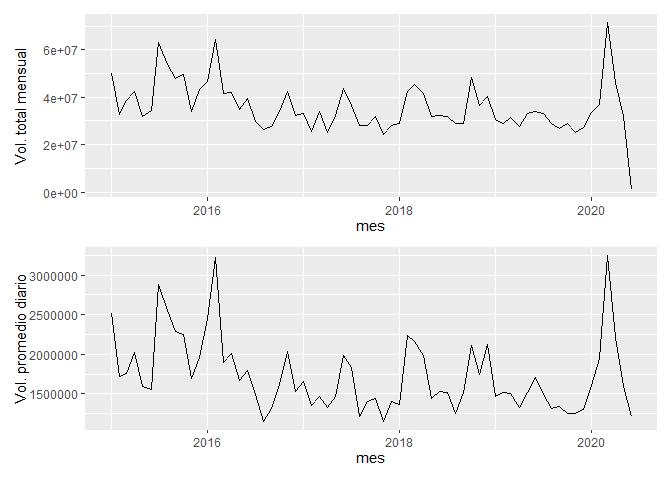 Vol. total mensual
6e+07
4e+07
2e+07
0e+00
2016 2018 2020
mes
Vol. promedio diario
3000000
2500000
2000000
1500000
2016 2018 2020
mes